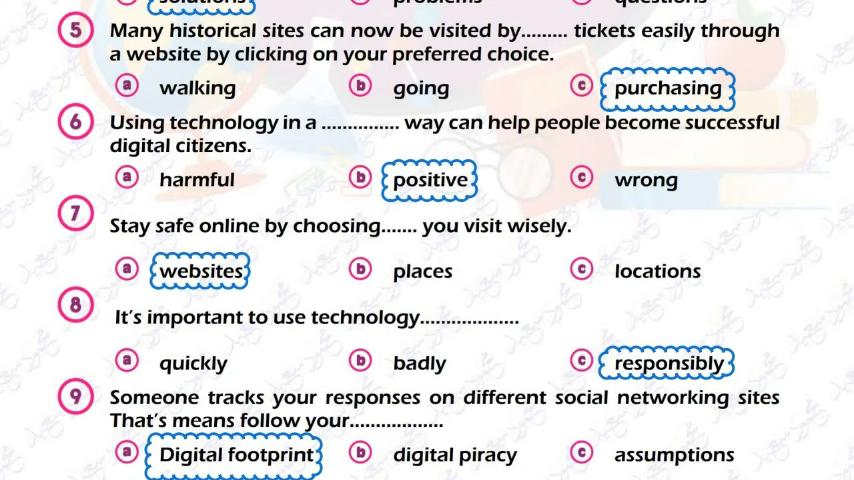 solutions problems questions
5 Many historical sites can now be visited by......... tickets easily through
a website by clicking on your preferred choice.
a walking b going c purchasing
6 Using technology in a ............... way can help people become successful
digital citizens.
a harmful b positive c wrong
7 Stay safe online by choosing....... you visit wisely.
a websites b places c locations
8 It's important to use technology...................
a quickly b badly c responsibly
9 Someone tracks your responses on different social networking sites
That's means follow your..................
a Digital footprint b digital piracy c assumptions